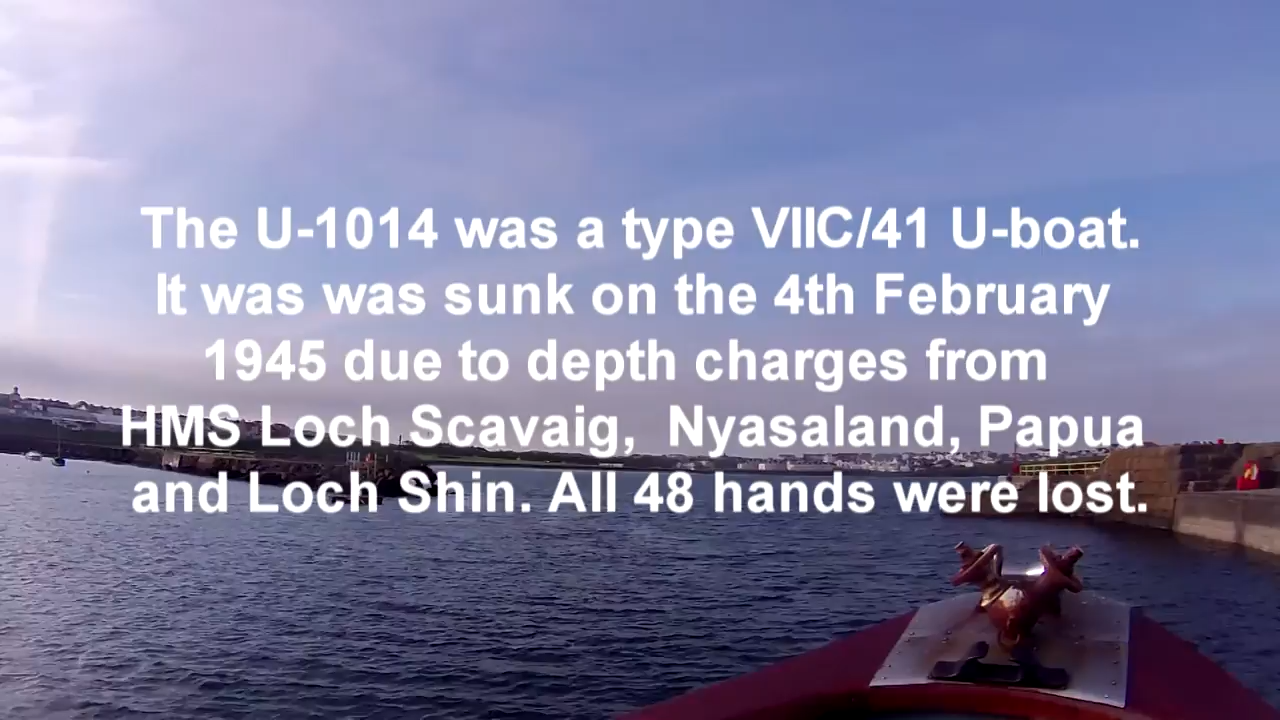 The U-1014 was a type VIIC/41 U-boat.
It was was sunk on the 4th February
1945 due to depth charges from
HMS Loch Scavaig, Nyasaland, Papua
and Loch Shin. All 48 hands were lost.